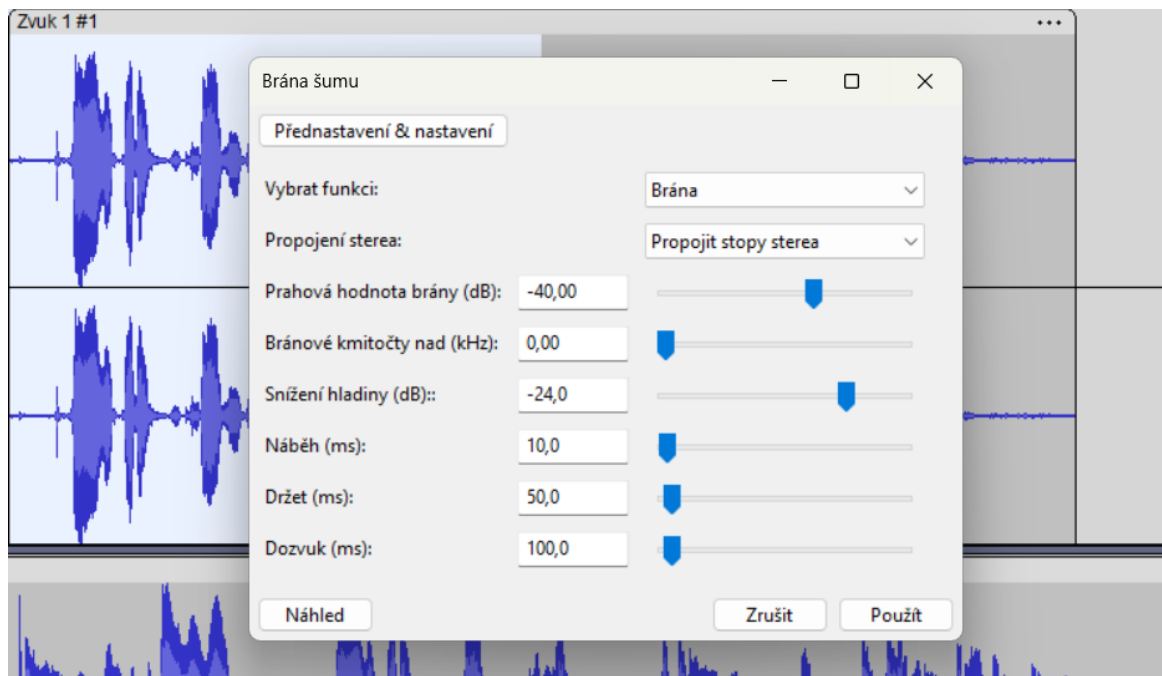 Zvuk 1 #1
Brána šumu
Přednastavení & nastavení
Vybrat funkci: Brána
Propojení sterea: Propojit stopy sterea
Prahová hodnota brány (dB): -40,00
Bránové kmitočty nad (kHz): 0,00
Snížení hladiny (dB):: -24,0
Náběh (ms): 10,0
Držet (ms): 50,0
Dozvuk (ms): 100,0
Náhled Zrušit Použít